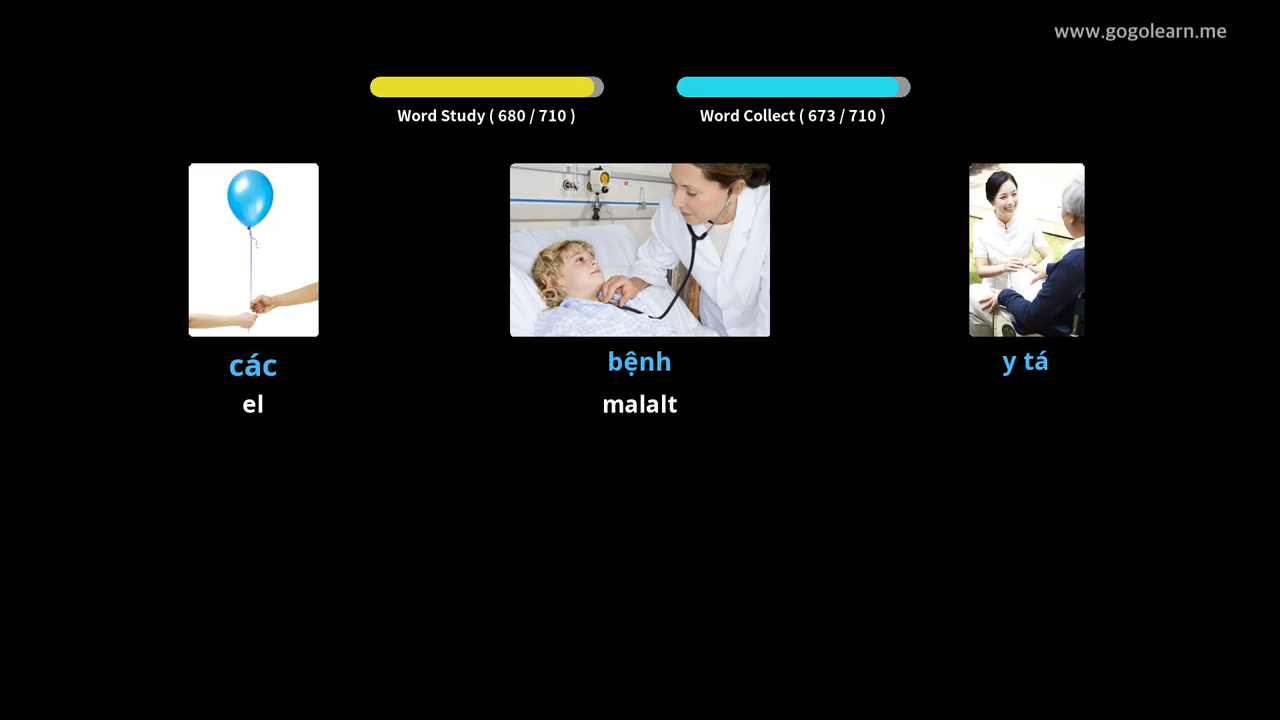 www.gogolearn.me
Word Study ( 680 / 710 )
Word Collect ( 673 / 710 )
các
bệnh
y tá
el
malalt